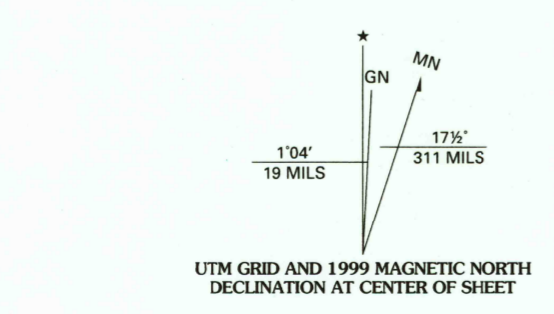 ★
GN
MN
1°04′
19 MILS
17½°
311 MILS
UTM GRID AND 1999 MAGNETIC NORTH
DECLINATION AT CENTER OF SHEET